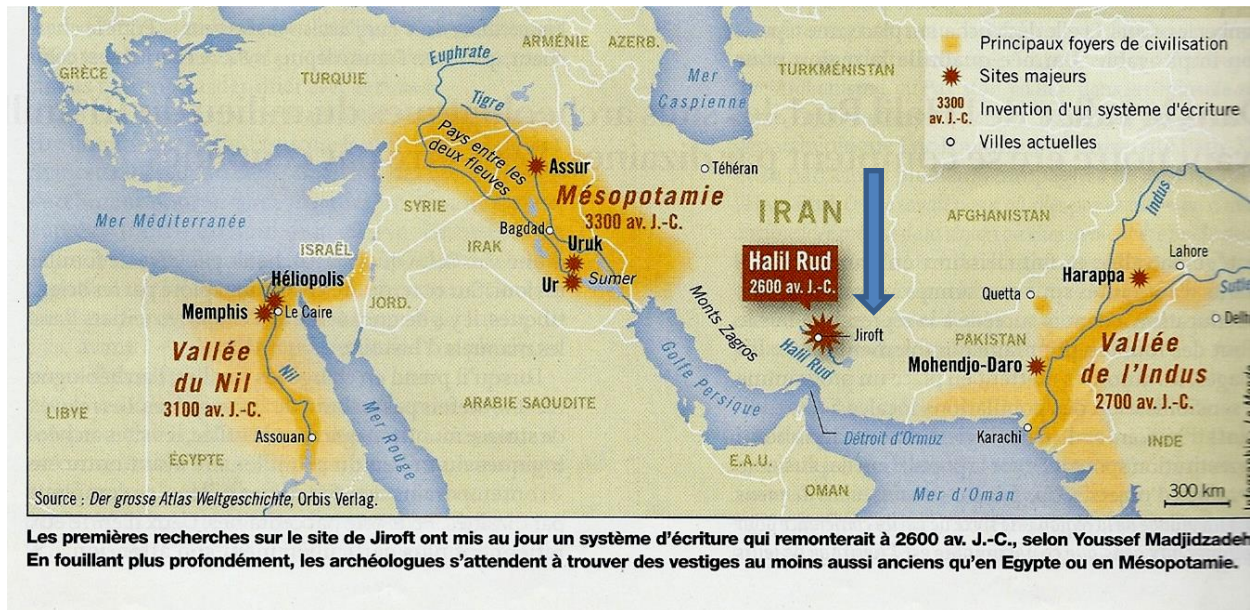 Principaux foyers de civilisation
Sites majeurs
3300
av. J.-C.
Invention d'un système d'écriture
Villes actuelles
GRÈCE
TURQUIE
ARMÉNIE
AZERB.
Mer
Caspienne
TURKMÉNISTAN
Euphrate
Tigre
Pays entre les
deux fleuves
Assur
Téhéran
Mésopotamie
3300 av. J.-C.
Mer Méditerranée
SYRIE
Bagdad
IRAK
Uruk
Ur
Sumer
IRAN
AFGHANISTAN
Indus
Lahore
Harappa
Quetta
ISRAËL
Héliopolis
JORD.
Memphis
Le Caire
Halil Rud
2600 av. J.-C.
Jiroft
Halil Rud
Monts Zagros
Golfe Persique
PAKISTAN
Mohendjo-Daro
Vallée
de l'Indus
2700 av. J.-C.
Vallée
du Nil
3100 av. J.-C.
Nil
LIBYE
Assouan
ÉGYPTE
Mer Rouge
ARABIE SAOUDITE
Détroit d'Ormuz
Karachi
INDE
E.A.U.
OMAN
Mer d'Oman
300 km
Source : Der grosse Atlas Weltgeschichte, Orbis Verlag.
Les premières recherches sur le site de Jiroft ont mis au jour un système d'écriture qui remonterait à 2600 av. J.-C., selon Youssef Madjidzadeh
En fouillant plus profondément, les archéologues s'attendent à trouver des vestiges au moins aussi anciens qu'en Egypte ou en Mésopotamie.